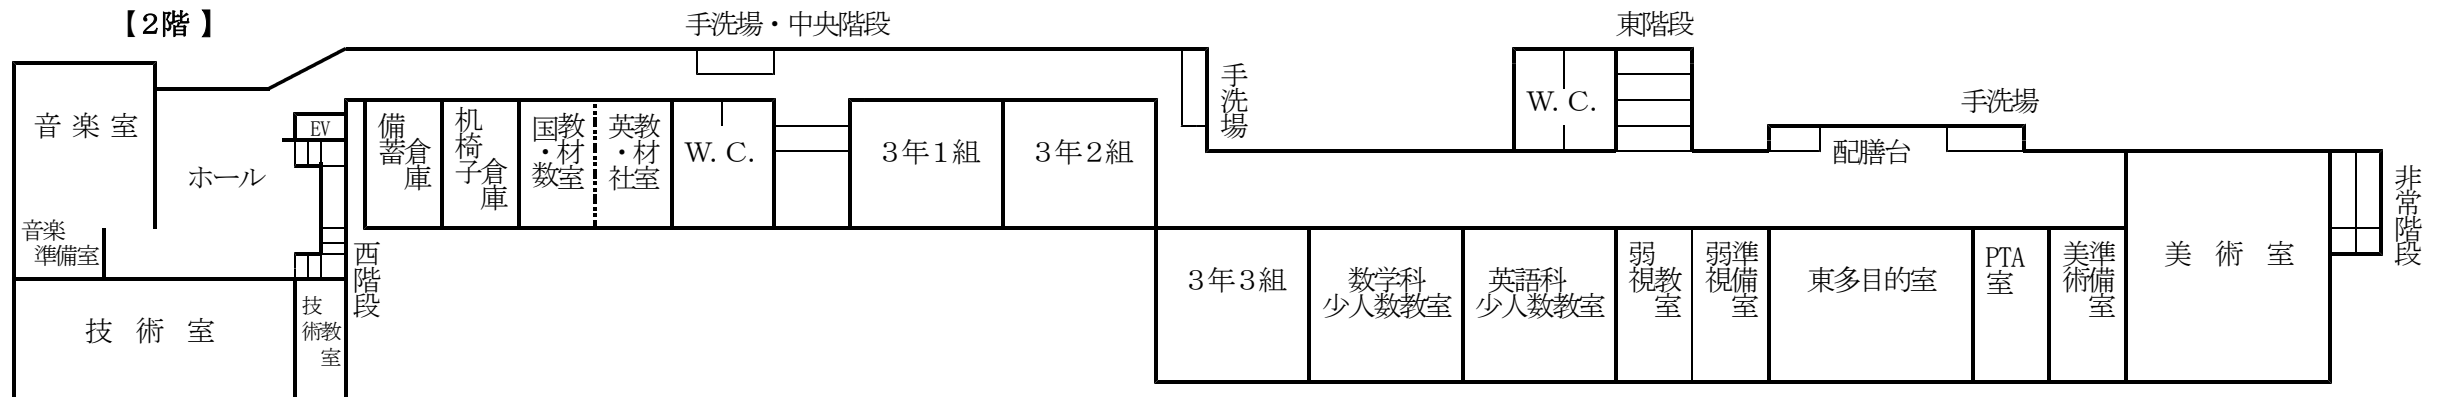 【2階 】
手洗場・中央階段
東階段
手洗場
W.C.
手洗場
音 楽 室
EV
ホール
音楽
準備室
備蓄
倉庫
机椅子
倉庫
国・数
教材室
英・社
教材室
W.C.
3年1組
3年2組
配膳台
非常階段
西階段
技 術 室
技術
教室
3年3組
数学科
少人数教室
英語科
少人数教室
弱視
教室
弱視
準備室
東多目的室
PTA
室
美術
準備室
美 術 室